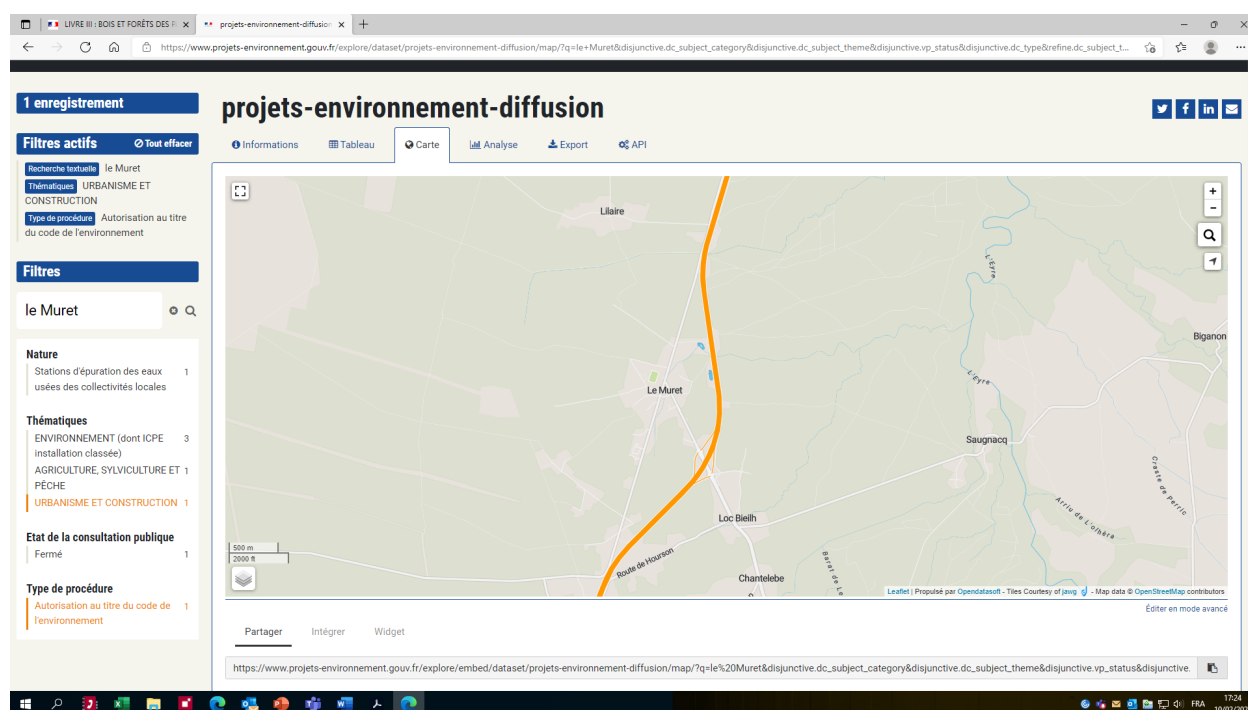 LIVRE III : BOIS ET FORÊTS DES
projets-environnement-diffusion
https://www.projets-environnement.gouv.fr/explore/dataset/projets-environnement-diffusion/map/?q=le+Muret&disjunctive.dc_subject_category&disjunctive.dc_subject_theme&disjunctive.vp_status&disjunctive.dc_type&refine.dc_subject_t...
1 enregistrement
projets-environnement-diffusion
Filtres actifs
Tout effacer
Recherche textuelle le Muret
Thématiques URBANISME ET
CONSTRUCTION
Type de procédure Autorisation au titre
du code de l'environnement
Filtres
le Muret
Nature
Stations d'épuration des eaux 1
usées des collectivités locales
Thématiques
ENVIRONNEMENT (dont ICPE 3
installation classée)
AGRICULTURE, SYLVICULTURE ET 1
PÊCHE
URBANISME ET CONSTRUCTION 1
Etat de la consultation publique
Fermé 1
Type de procédure
Autorisation au titre du code de 1
l'environnement
Informations
Tableau
Carte
Analyse
Export
API
+
−
Lilaire
L'Eyre
Biganon
Le Muret
L'Eyre
Saugnacq
Craste de Perric
Arriu de L'olhère
Loc Bieilh
Route de Hourson
Barat de Le
Chantelebe
500 m
2000 ft
Leaflet | Propulsé par Opendatasoft - Tiles Courtesy of jawg - Map data © OpenStreetMap contributors
Éditer en mode avancé
Partager
Intégrer
Widget
https://www.projets-environnement.gouv.fr/explore/embed/dataset/projets-environnement-diffusion/map/?q=le%20Muret&disjunctive.dc_subject_category&disjunctive.dc_subject_theme&disjunctive.vp_status&disjunctive.
FRA
17:24